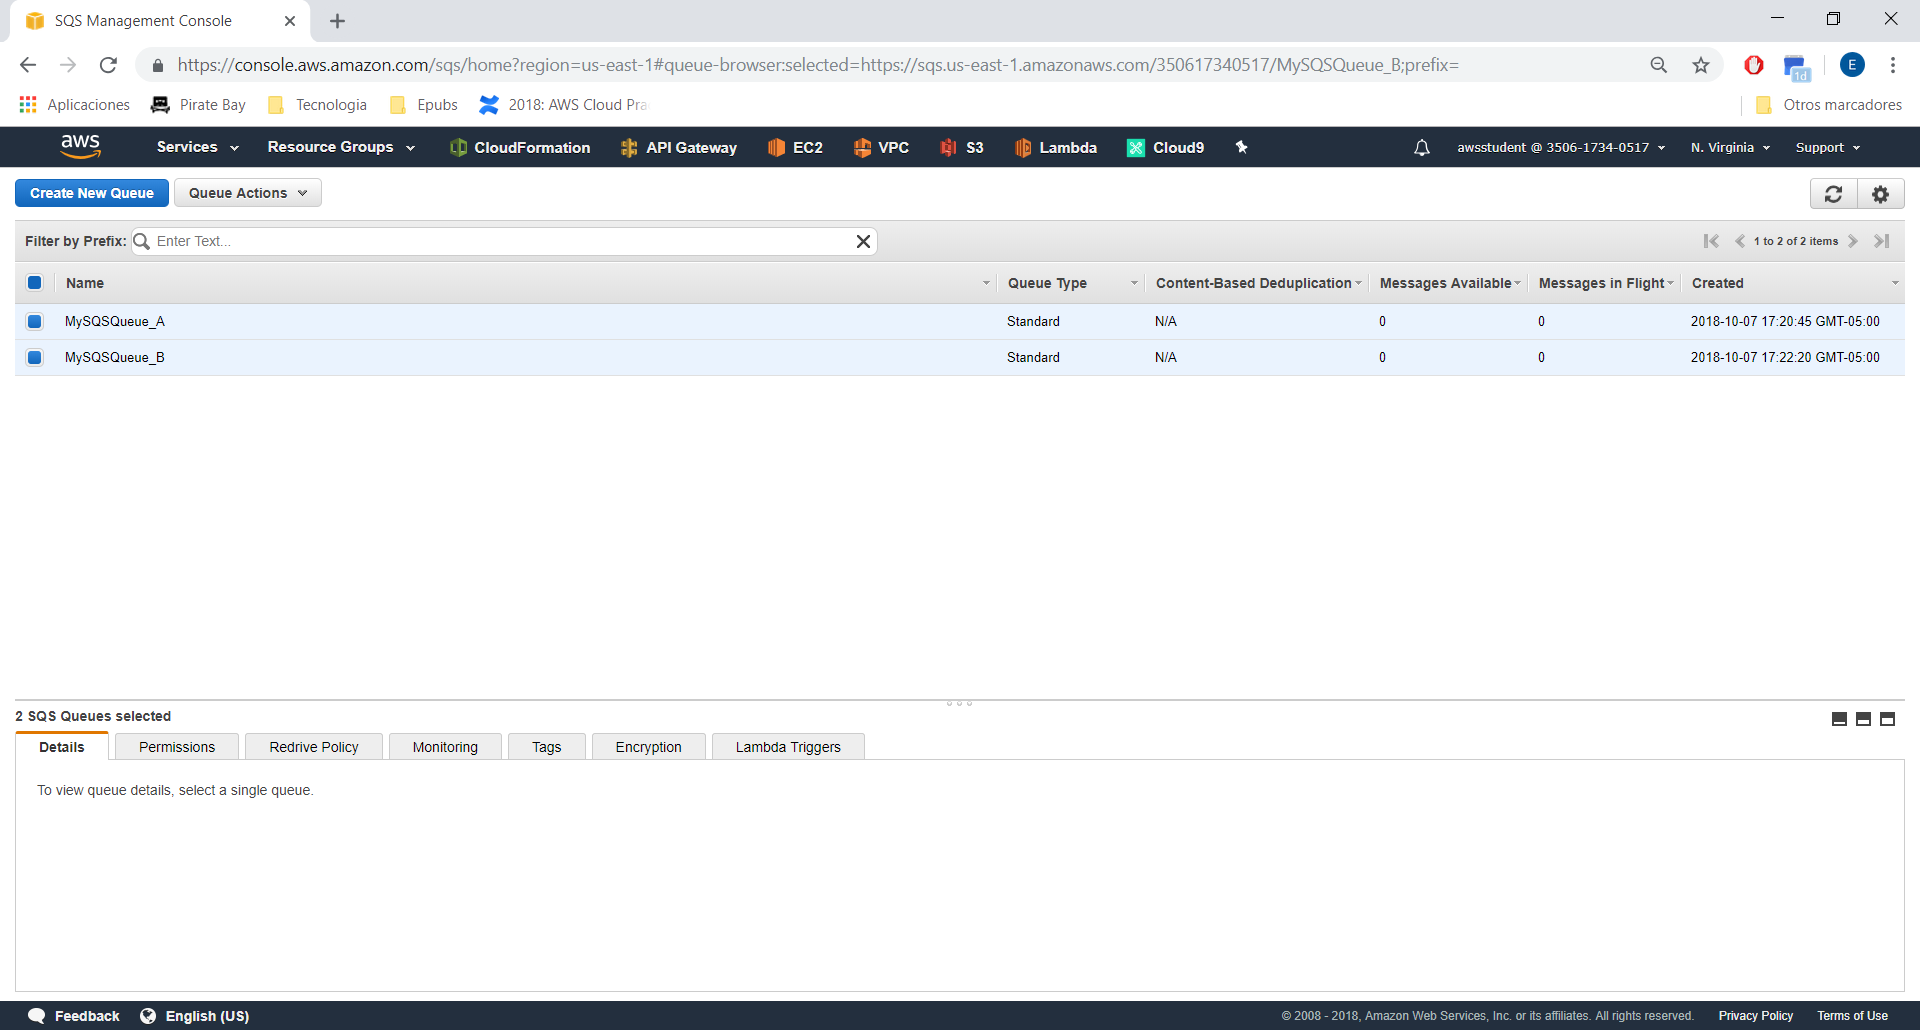 SQS Management Console
https://console.aws.amazon.com/sqs/home?region=us-east-1#queue-browser:selected=https://sqs.us-east-1.amazonaws.com/350617340517/MySQSQueue_B;prefix=
1d
E
Aplicaciones Pirate Bay Tecnologia Epubs 2018: AWS Cloud Pra Otros marcadores
aws Services Resource Groups CloudFormation API Gateway EC2 VPC S3 Lambda Cloud9 awsstudent @ 3506-1734-0517 N. Virginia Support
Create New Queue Queue Actions
Filter by Prefix: Enter Text... 1 to 2 of 2 items
Name Queue Type Content-Based Deduplication Messages Available Messages in Flight Created
MySQSQueue_A Standard N/A 0 0 2018-10-07 17:20:45 GMT-05:00
MySQSQueue_B Standard N/A 0 0 2018-10-07 17:22:20 GMT-05:00
2 SQS Queues selected
Details Permissions Redrive Policy Monitoring Tags Encryption Lambda Triggers
To view queue details, select a single queue.
Feedback English (US) © 2008 - 2018, Amazon Web Services, Inc. or its affiliates. All rights reserved. Privacy Policy Terms of Use